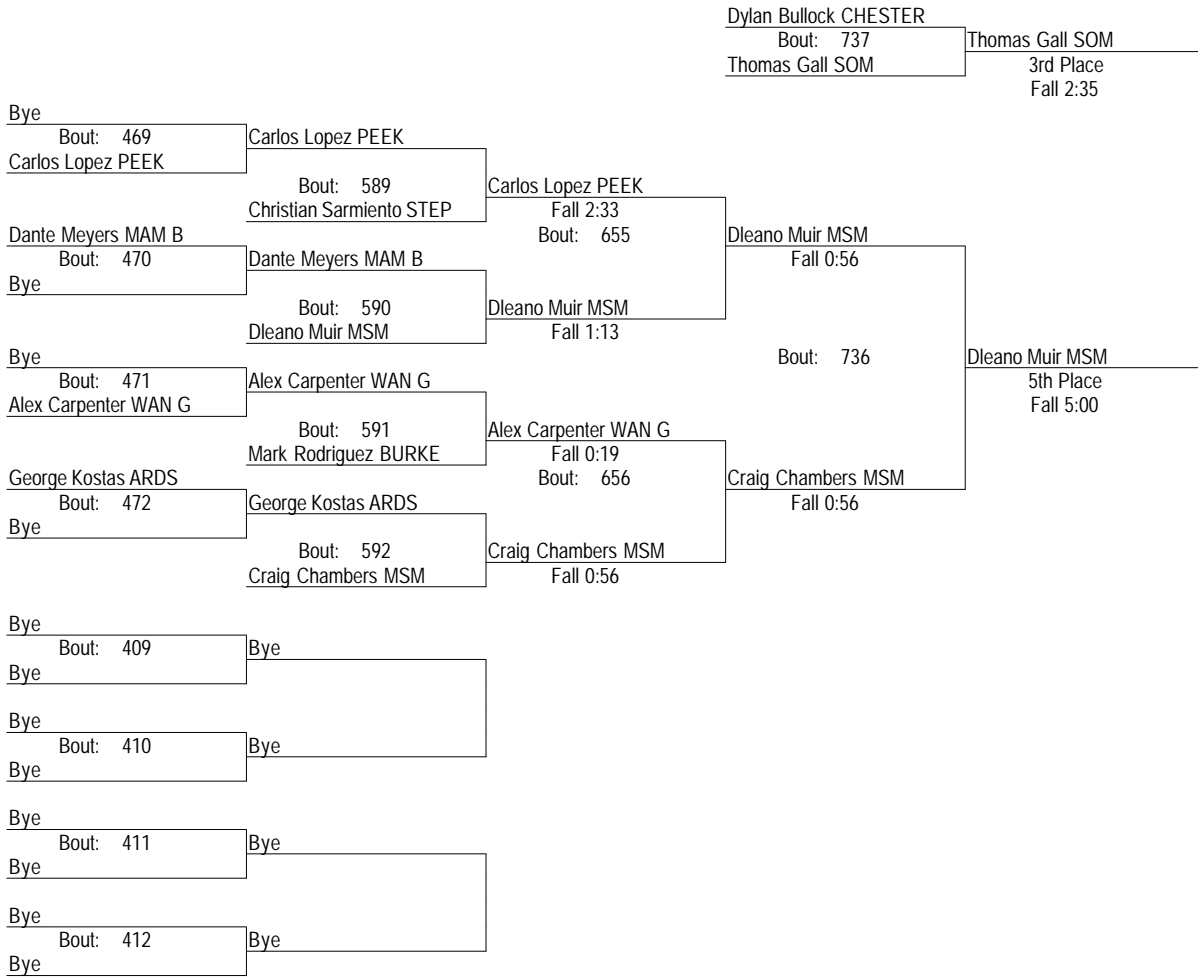 Dylan Bullock CHESTER
Bout: 737
Thomas Gall SOM
Thomas Gall SOM
3rd Place
Fall 2:35
Bye
Bout: 469
Carlos Lopez PEEK
Carlos Lopez PEEK
Bout: 589
Christian Sarmiento STEP
Carlos Lopez PEEK
Fall 2:33
Bout: 655
Dante Meyers MAM B
Bout: 470
Bye
Dante Meyers MAM B
Bout: 590
Dleano Muir MSM
Dleano Muir MSM
Fall 1:13
Dleano Muir MSM
Fall 0:56
Bye
Bout: 471
Alex Carpenter WAN G
Alex Carpenter WAN G
Bout: 591
Mark Rodriguez BURKE
Alex Carpenter WAN G
Fall 0:19
Bout: 656
George Kostas ARDS
Bout: 472
Bye
George Kostas ARDS
Bout: 592
Craig Chambers MSM
Craig Chambers MSM
Fall 0:56
Craig Chambers MSM
Fall 0:56
Bout: 736
Dleano Muir MSM
5th Place
Fall 5:00
Bye
Bout: 409
Bye
Bye
Bye
Bout: 410
Bye
Bye
Bye
Bout: 411
Bye
Bye
Bye
Bout: 412
Bye
Bye